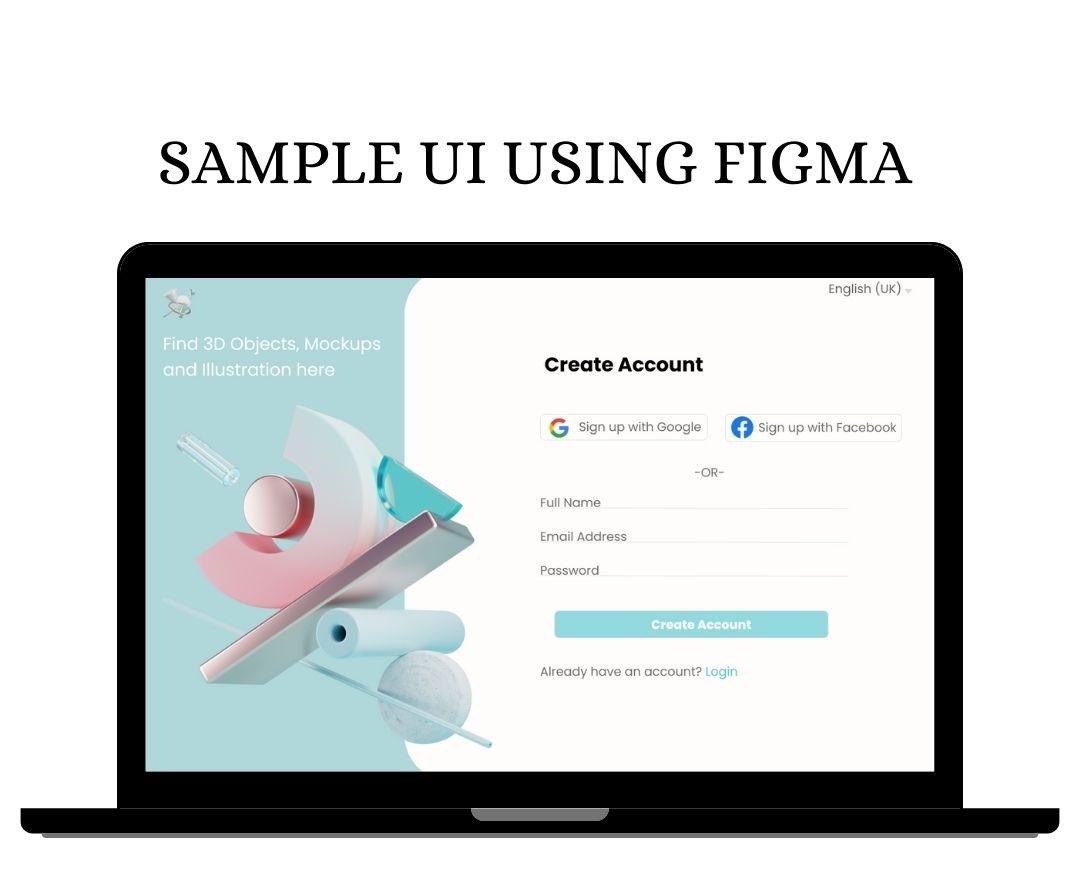 SAMPLE UI USING FIGMA
English (UK)
Find 3D Objects, Mockups
and Illustration here
Create Account
Sign up with Google
Sign up with Facebook
-OR-
Full Name
Email Address
Password
Create Account
Already have an account? Login